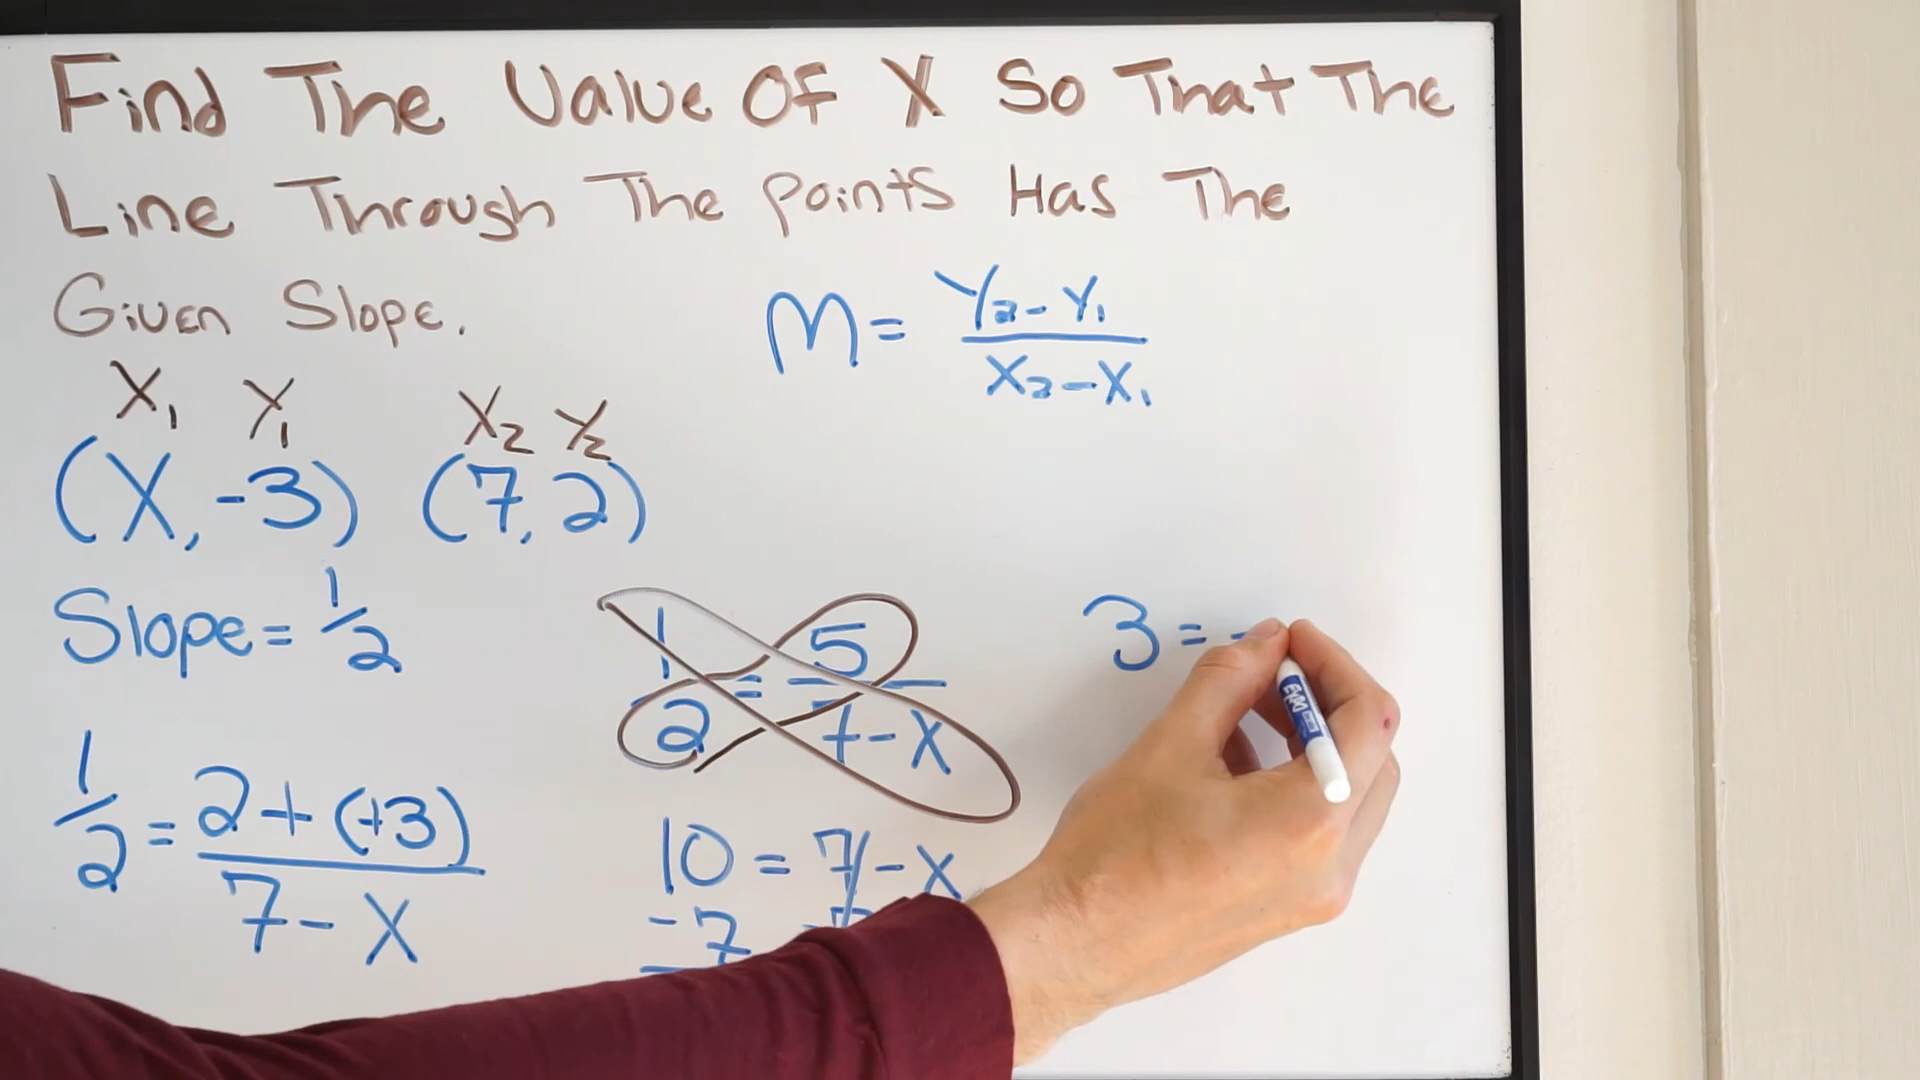 Find The Value Of X So That The
Line Through The Points Has The
Given Slope.
M = Y₂ - Y₁ / X₂ - X₁
X₁ Y₁ X₂ Y₂
(X, -3) (7, 2)
Slope = 1/2
1/2 = 2 + (+3) / 7 - X
1/2 = 5 / 7 - X
10 = 7 - X
-7 -7
3 = -
EXPO